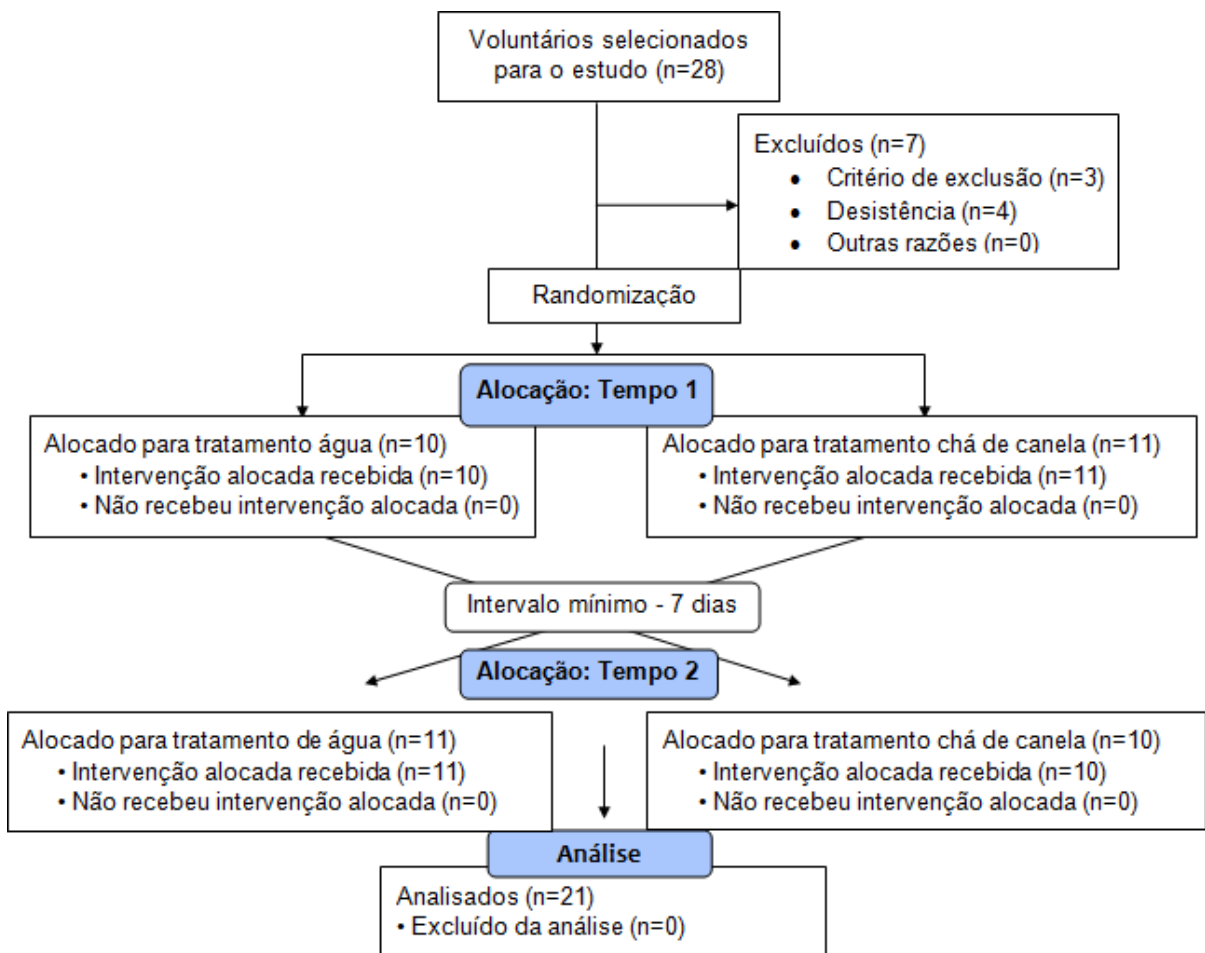 Voluntários selecionados
para o estudo (n=28)
Excluídos (n=7)
• Critério de exclusão (n=3)
• Desistência (n=4)
• Outras razões (n=0)
Randomização
Alocação: Tempo 1
Alocado para tratamento água (n=10)
• Intervenção alocada recebida (n=10)
• Não recebeu intervenção alocada (n=0)
Alocado para tratamento chá de canela (n=11)
• Intervenção alocada recebida (n=11)
• Não recebeu intervenção alocada (n=0)
Intervalo mínimo - 7 dias
Alocação: Tempo 2
Alocado para tratamento de água (n=11)
• Intervenção alocada recebida (n=11)
• Não recebeu intervenção alocada (n=0)
Alocado para tratamento chá de canela (n=10)
• Intervenção alocada recebida (n=10)
• Não recebeu intervenção alocada (n=0)
Análise
Analisados (n=21)
• Excluído da análise (n=0)